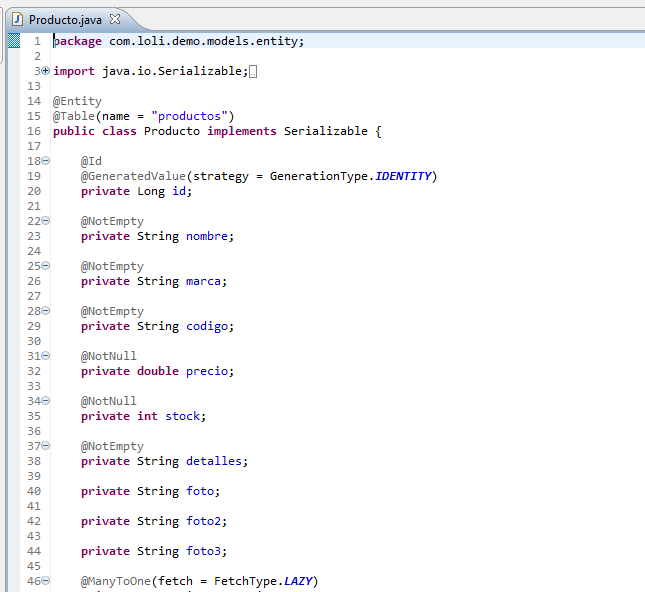 Producto.java
1 package com.loli.demo.models.entity;
2
3 import java.io.Serializable;
13
14 @Entity
15 @Table(name = "productos")
16 public class Producto implements Serializable {
17
18 @Id
19 @GeneratedValue(strategy = GenerationType.IDENTITY)
20 private Long id;
21
22 @NotEmpty
23 private String nombre;
24
25 @NotEmpty
26 private String marca;
27
28 @NotEmpty
29 private String codigo;
30
31 @NotNull
32 private double precio;
33
34 @NotNull
35 private int stock;
36
37 @NotEmpty
38 private String detalles;
39
40 private String foto;
41
42 private String foto2;
43
44 private String foto3;
45
46 @ManyToOne(fetch = FetchType.LAZY)